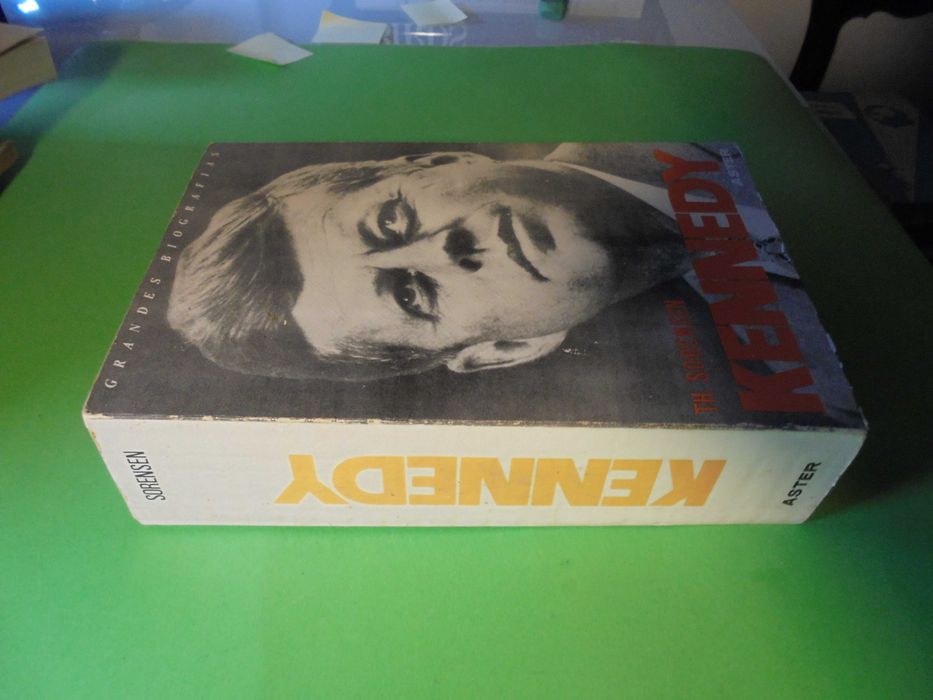 GRANDES BIOGRAFIAS
TH SORENSEN
KENNEDY
ASTER
SORENSEN
KENNEDY
ASTER